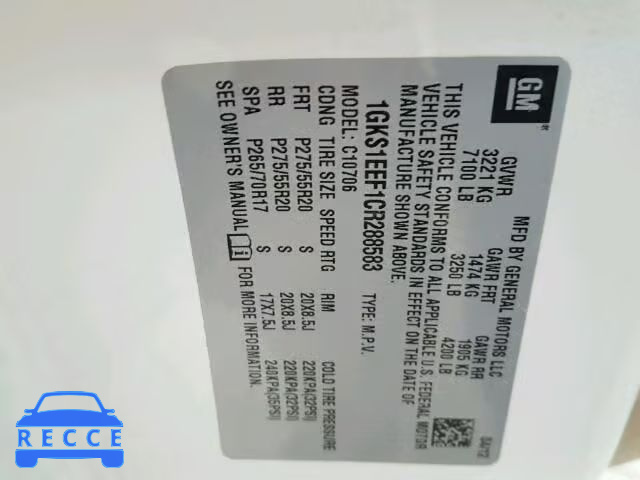 GM
MFD BY GENERAL MOTORS LLC
GVWR GAWR FRT GAWR RR
3221 KG 1474 KG 1905 KG
7100 LB 3250 LB 4200 LB
THIS VEHICLE CONFORMS TO ALL APPLICABLE U.S. FEDERAL MOTOR
VEHICLE SAFETY STANDARDS IN EFFECT ON THE DATE OF
MANUFACTURE SHOWN ABOVE.
1GKS1EEF1CR288583 TYPE: M.P.V.
MODEL: C10706
CDNG TIRE SIZE SPEED RTG RIM COLD TIRE PRESSURE
FRT P275/55R20 S 20X8.5J 220KPA(32PSI)
RR P275/55R20 S 20X8.5J 220KPA(32PSI)
SPA P265/70R17 S 17X7.5J 240KPA(35PSI)
SEE OWNER'S MANUAL FOR MORE INFORMATION
RECCE